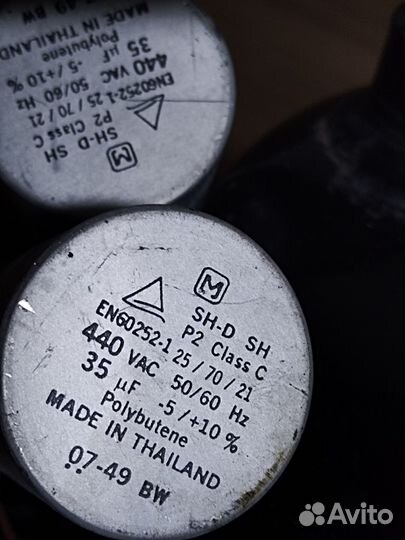 MADE IN THAILAND
Polybutene
35 µF -5/+10 %
440 VAC 50/60 Hz
EN60252-1 25/70/21
P2 Class C
SH-D SH
M
M
SH-D SH
P2 Class C
EN60252-1 25/70/21
440 VAC 50/60 Hz
35 µF -5/+10 %
Polybutene
MADE IN THAILAND
07-49 BW
Avito